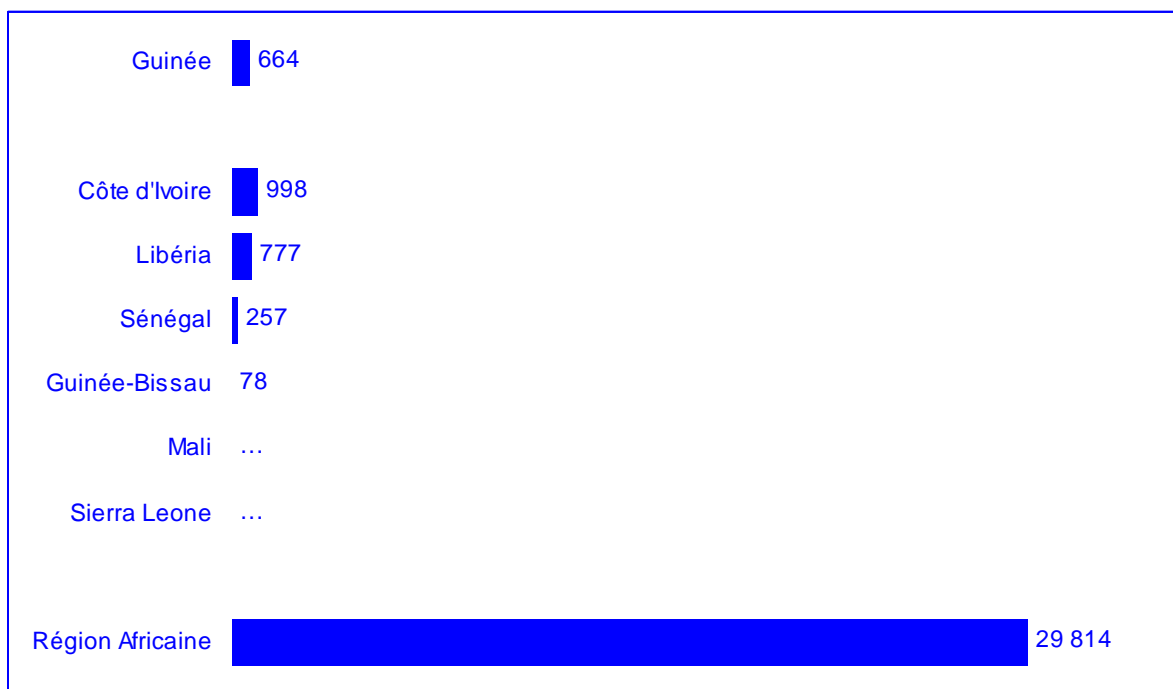 Guinée 664
Côte d'Ivoire 998
Libéria 777
Sénégal 257
Guinée-Bissau 78
Mali ...
Sierra Leone ...
Région Africaine 29 814